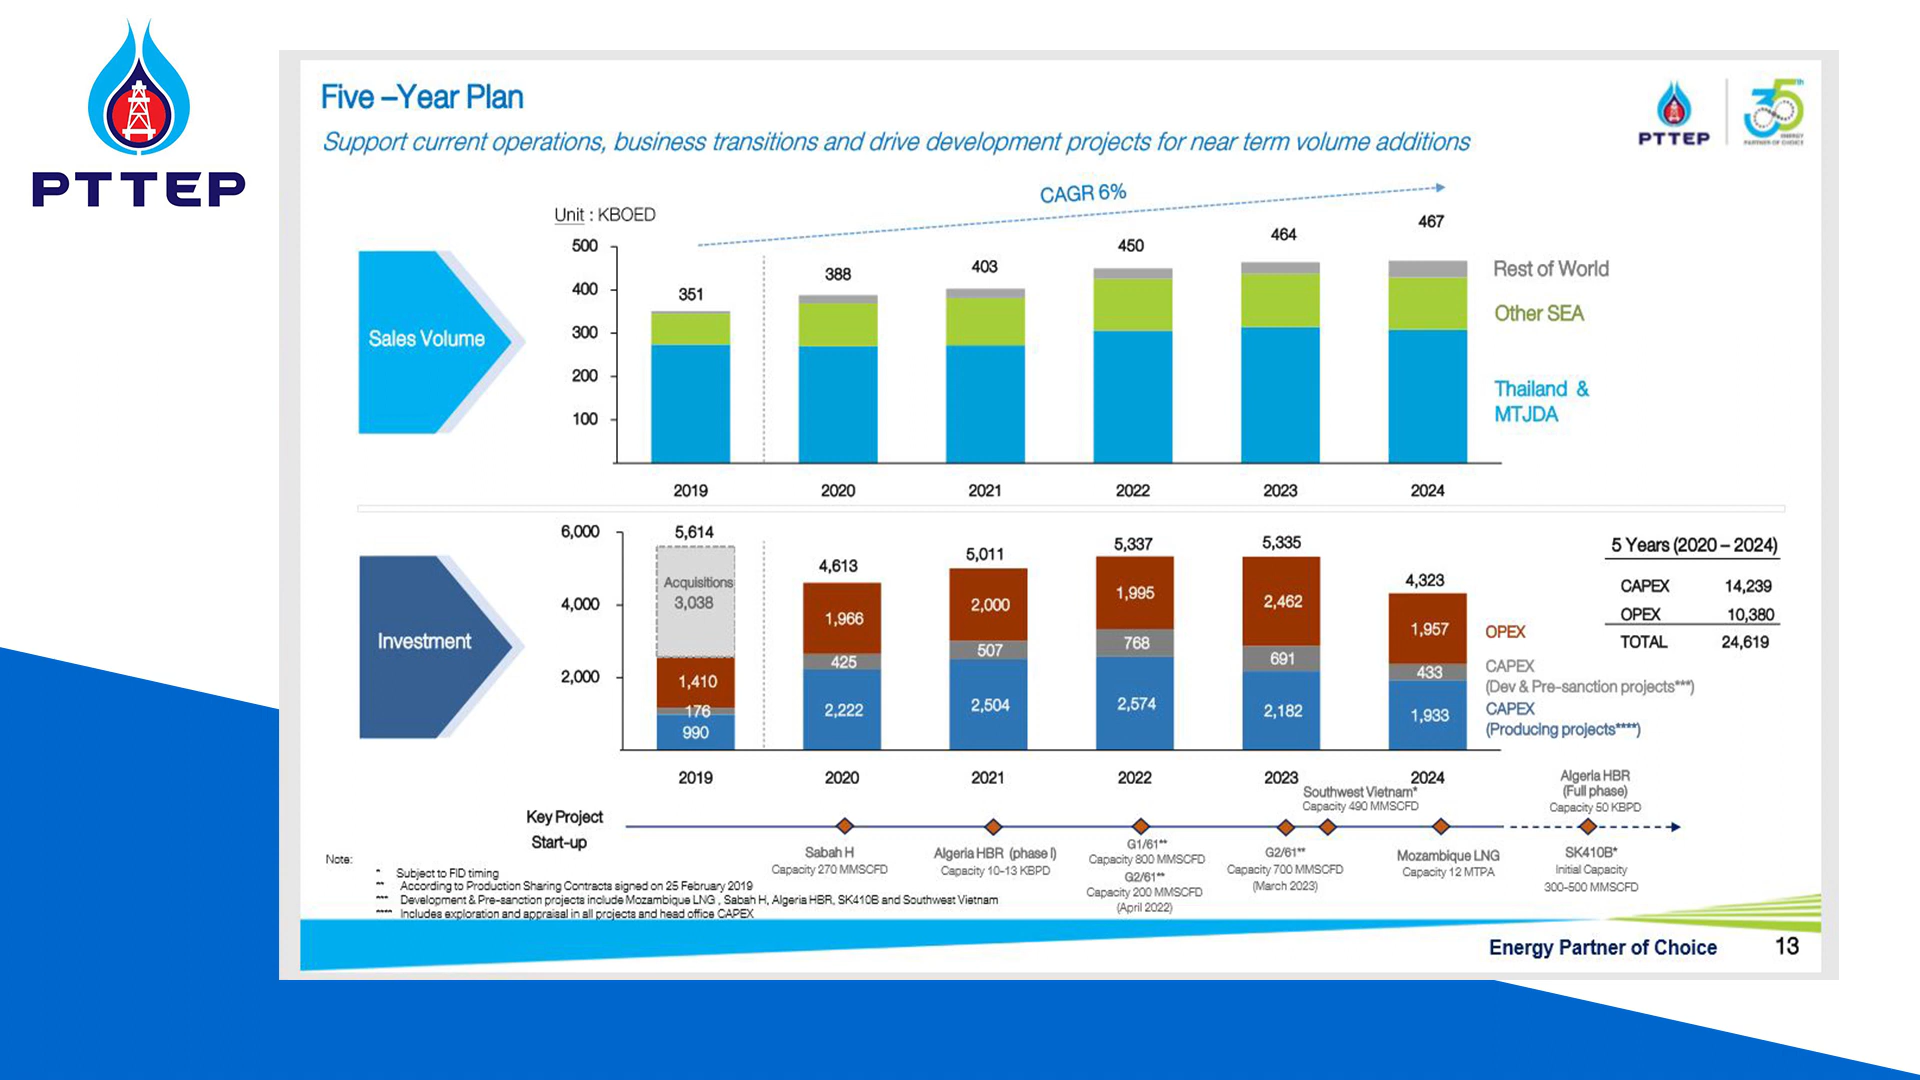 PTTEP
Five –Year Plan
Support current operations, business transitions and drive development projects for near term volume additions
PTTEP
35th
ENERGY
PARTNER OF CHOICE
CAGR 6%
Unit : KBOED
Sales Volume
500
400
300
200
100
351
388
403
450
464
467
Rest of World
Other SEA
Thailand &
MTJDA
2019 2020 2021 2022 2023 2024
Investment
6,000
4,000
2,000
5,614
Acquisitions
3,038
1,410
176
990
4,613
1,966
425
2,222
5,011
2,000
507
2,504
5,337
1,995
768
2,574
5,335
2,462
691
2,182
4,323
1,957
433
1,933
OPEX
CAPEX
(Dev & Pre-sanction projects***)
CAPEX
(Producing projects****)
5 Years (2020 – 2024)
CAPEX 14,239
OPEX 10,380
TOTAL 24,619
2019 2020 2021 2022 2023 2024
Key Project
Start-up
Sabah H
Capacity 270 MMSCFD
Algeria HBR (phase I)
Capacity 10-13 KBPD
G1/61**
Capacity 800 MMSCFD
G2/61**
Capacity 200 MMSCFD
(April 2022)
G2/61**
Capacity 700 MMSCFD
(March 2023)
Southwest Vietnam*
Capacity 490 MMSCFD
Mozambique LNG
Capacity 12 MTPA
Algeria HBR
(Full phase)
Capacity 50 KBPD
SK410B*
Initial Capacity
300-500 MMSCFD
Note:
* Subject to FID timing
** According to Production Sharing Contracts signed on 25 February 2019
*** Development & Pre-sanction projects include Mozambique LNG , Sabah H, Algeria HBR, SK410B and Southwest Vietnam
**** Includes exploration and appraisal in all projects and head office CAPEX
Energy Partner of Choice 13